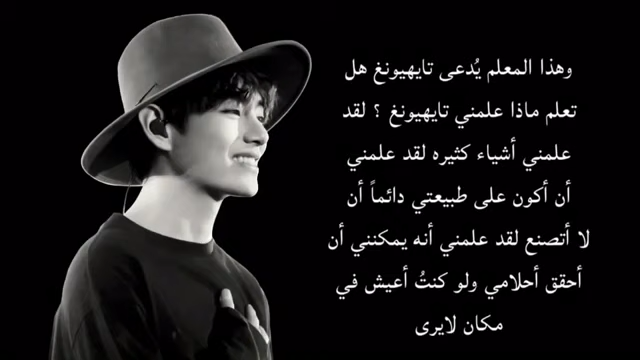 وهذا المعلم يُدعى تايهيونغ هل
تعلم ماذا علمني تايهيونغ ؟ لقد
علمني أشياء كثيره لقد علمني
أن أكون على طبيعتي دائماً أن
لا أتصنع لقد علمني أنه يمكنني أن
أحقق أحلامي ولو كنتُ أعيش في
مكان لايرى